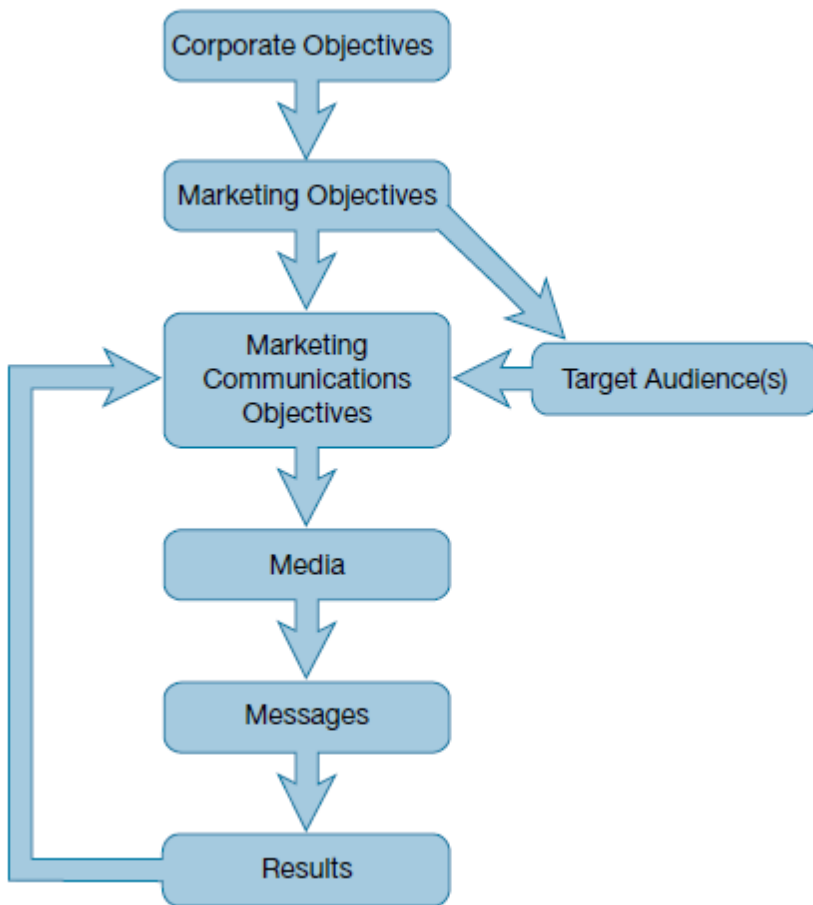 Corporate Objectives
Marketing Objectives
Marketing
Communications
Objectives
Target Audience(s)
Media
Messages
Results